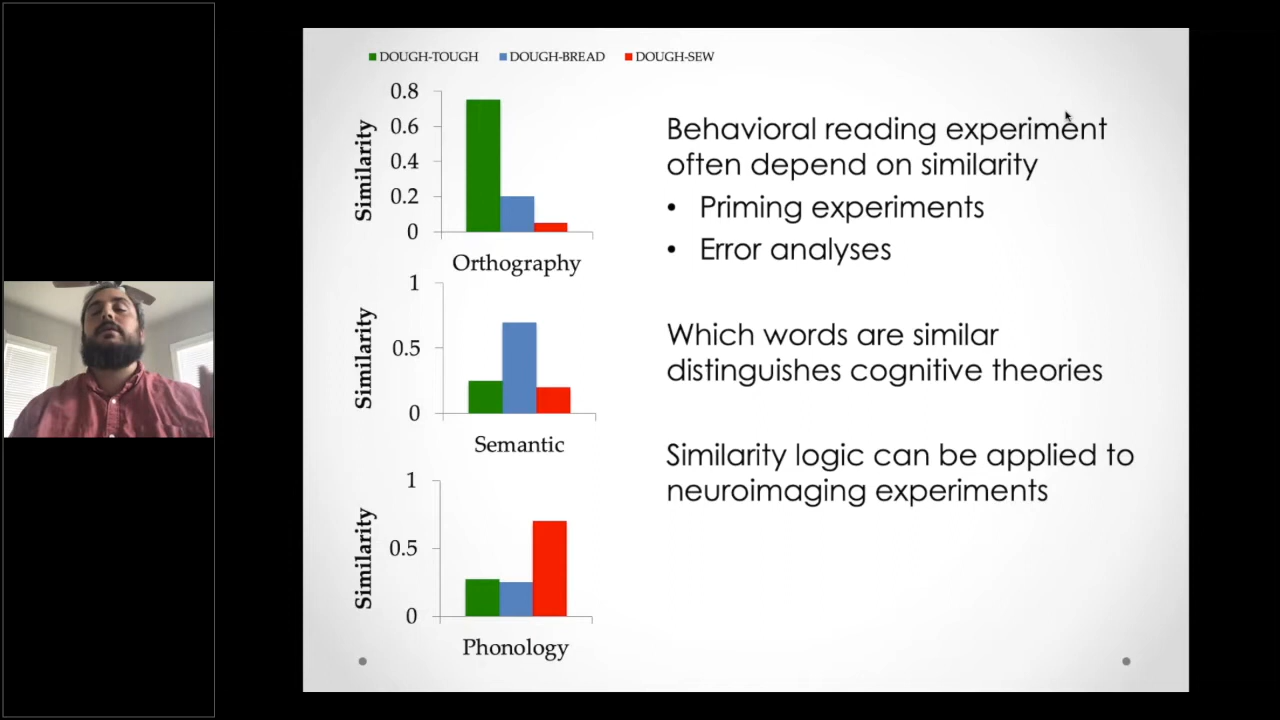 DOUGH-TOUGH DOUGH-BREAD DOUGH-SEW
0.8
0.6
0.4
0.2
0
Similarity
Orthography
1
0.5
0
Similarity
Semantic
1
0.5
0
Similarity
Phonology
Behavioral reading experiment
often depend on similarity
• Priming experiments
• Error analyses
Which words are similar
distinguishes cognitive theories
Similarity logic can be applied to
neuroimaging experiments